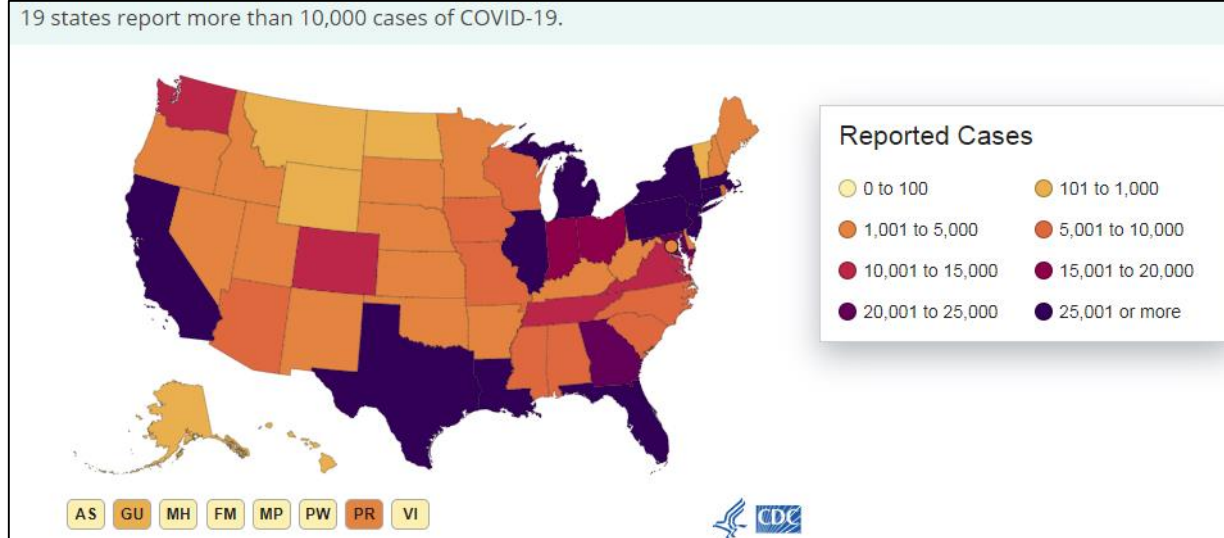 19 states report more than 10,000 cases of COVID-19.
Reported Cases
0 to 100
101 to 1,000
1,001 to 5,000
5,001 to 10,000
10,001 to 15,000
15,001 to 20,000
20,001 to 25,000
25,001 or more
AS GU MH FM MP PW PR VI
CDC